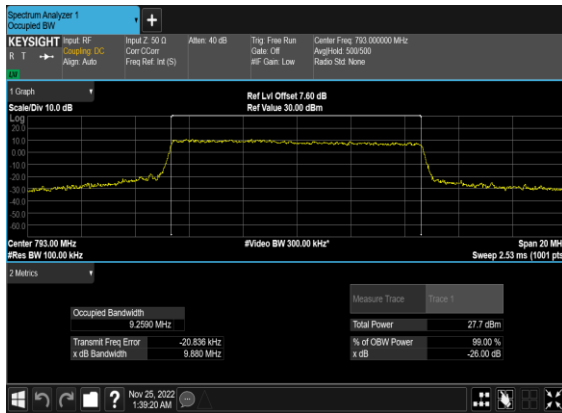 Spectrum Analyzer 1
Occupied BW
KEYSIGHT
R T
LXI
Input: RF
Coupling: DC
Align: Auto
Input Z: 50 Ω
Corr CCorr
Freq Ref: Int (S)
Atten: 40 dB
Trig: Free Run
Gate: Off
#IF Gain: Low
Center Freq: 793.000000 MHz
Avg|Hold: 500/500
Radio Std: None
1 Graph
Scale/Div 10.0 dB
Ref Lvl Offset 7.60 dB
Ref Value 30.00 dBm
Log
20.0
10.0
0.00
-10.0
-20.0
-30.0
-40.0
-50.0
-60.0
Center 793.00 MHz
#Res BW 100.00 kHz
#Video BW 300.00 kHz*
Span 20 MH
Sweep 2.53 ms (1001 pts
2 Metrics
Measure Trace Trace 1
Occupied Bandwidth
9.2590 MHz
Total Power 27.7 dBm
Transmit Freq Error -20.836 kHz
x dB Bandwidth 9.880 MHz
% of OBW Power 99.00 %
x dB -26.00 dB
?
Nov 25, 2022
1:39:20 AM